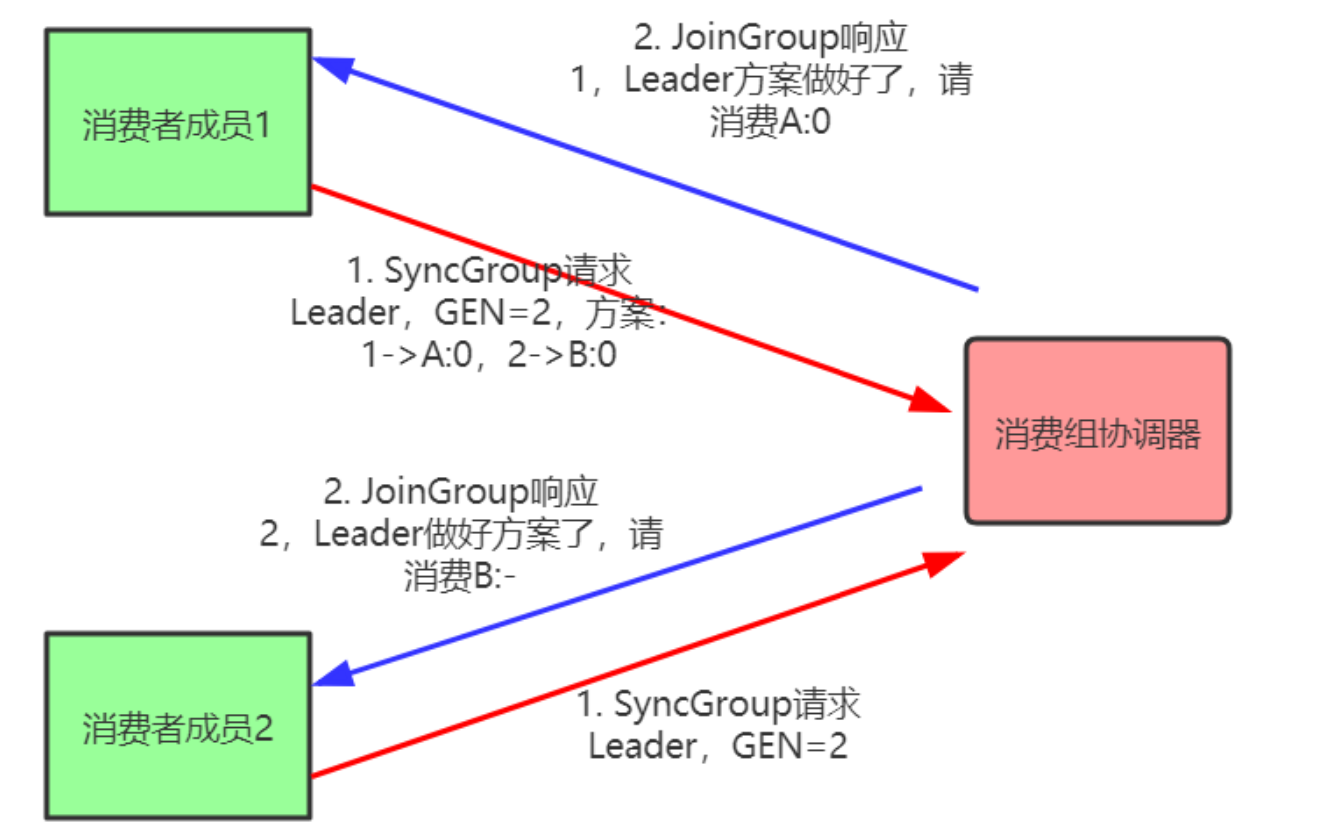 2. JoinGroup响应
1，Leader方案做好了，请
消费A:0
消费者成员1
1. SyncGroup请求
Leader，GEN=2，方案：
1->A:0，2->B:0
消费组协调器
2. JoinGroup响应
2，Leader做好方案了，请
消费B:-
消费者成员2
1. SyncGroup请求
Leader，GEN=2